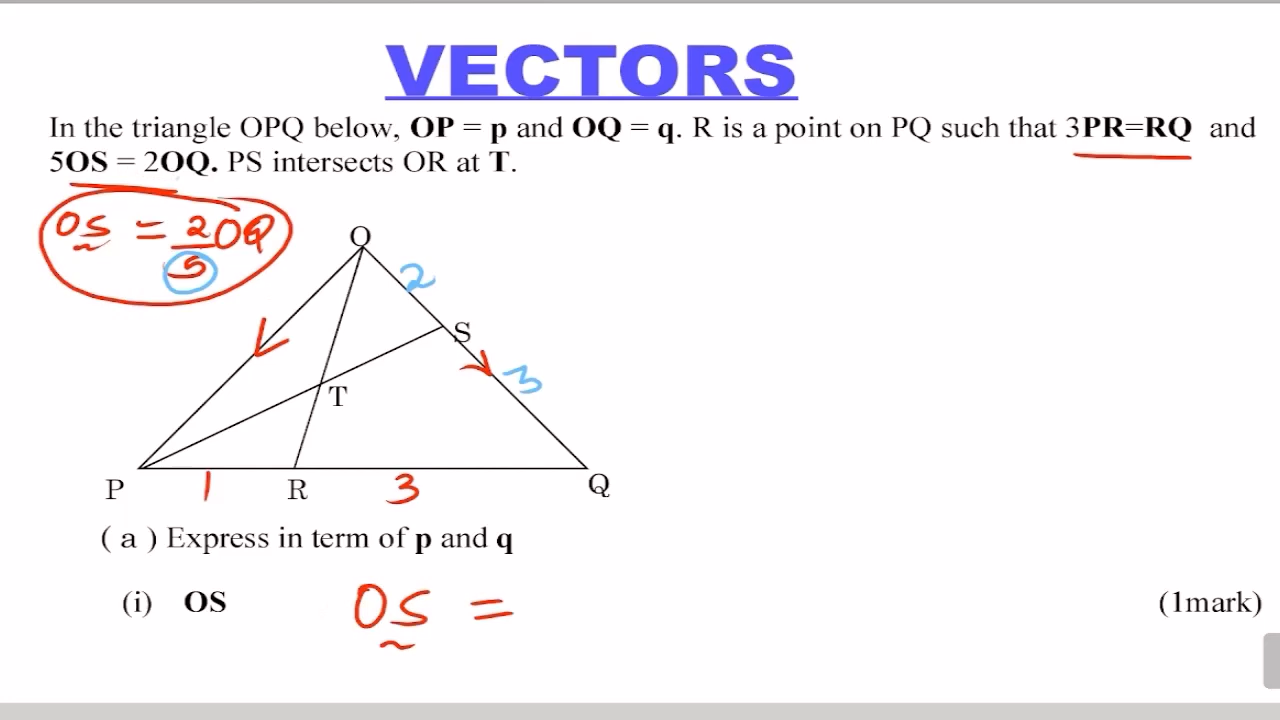 VECTORS
In the triangle OPQ below, OP = p and OQ = q. R is a point on PQ such that 3PR=RQ and
5OS = 2OQ. PS intersects OR at T.
OS = 2/5 OQ
O
2
S
3
T
P
1
R
3
Q
( a ) Express in term of p and q
(i) OS OS = (1mark)